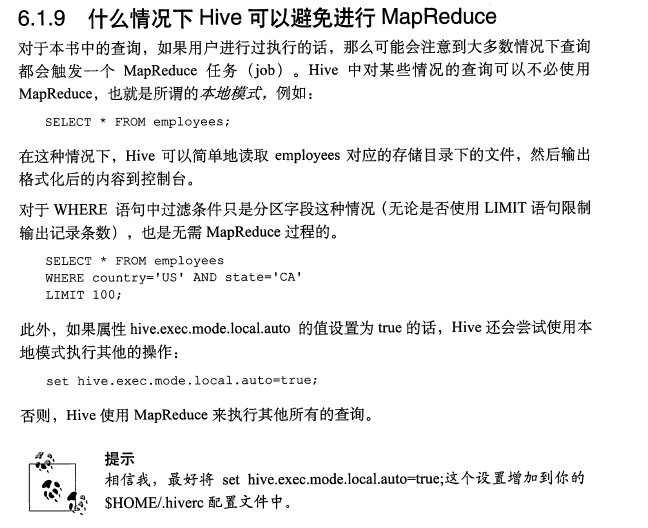 6.1.9 什么情况下 Hive 可以避免进行 MapReduce
对于本书中的查询，如果用户进行过执行的话，那么可能会注意到大多数情况下查询
都会触发一个 MapReduce 任务（job）。Hive 中对某些情况的查询可以不必使用
MapReduce，也就是所谓的本地模式，例如：
SELECT * FROM employees;
在这种情况下，Hive 可以简单地读取 employees 对应的存储目录下的文件，然后输出
格式化后的内容到控制台。
对于 WHERE 语句中过滤条件只是分区字段这种情况（无论是否使用 LIMIT 语句限制
输出记录条数），也是无需 MapReduce 过程的。
SELECT * FROM employees
WHERE country='US' AND state='CA'
LIMIT 100;
此外，如果属性 hive.exec.mode.local.auto 的值设置为 true 的话，Hive 还会尝试使用本
地模式执行其他的操作：
set hive.exec.mode.local.auto=true;
否则，Hive 使用 MapReduce 来执行其他所有的查询。
提示
相信我，最好将 set hive.exec.mode.local.auto=true;这个设置增加到你的
$HOME/.hiverc 配置文件中。